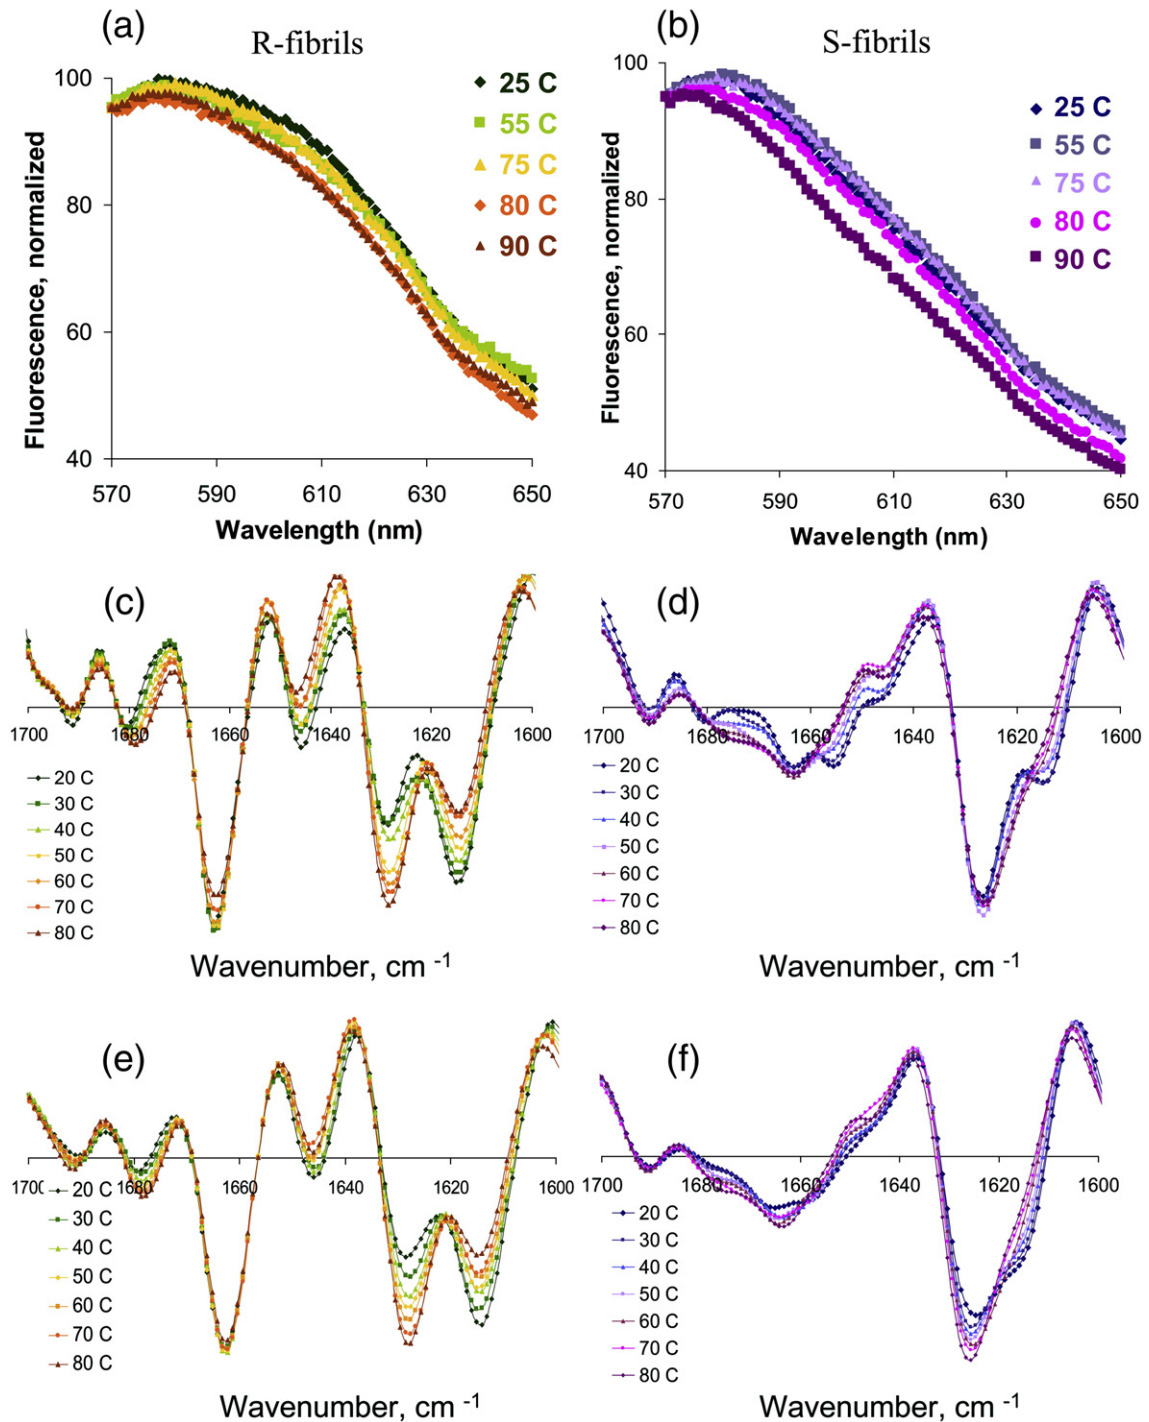 (a)
R-fibrils
100
80
60
40
570
590
610
630
650
Fluorescence, normalized
Wavelength (nm)
25 C
55 C
75 C
80 C
90 C
(b)
S-fibrils
100
80
60
40
570
590
610
630
650
Fluorescence, normalized
Wavelength (nm)
25 C
55 C
75 C
80 C
90 C
(c)
1700
1680
1660
1640
1620
1600
20 C
30 C
40 C
50 C
60 C
70 C
80 C
Wavenumber, cm -1
(d)
1700
1680
1660
1640
1620
1600
20 C
30 C
40 C
50 C
60 C
70 C
80 C
Wavenumber, cm -1
(e)
1700
1680
1660
1640
1620
1600
20 C
30 C
40 C
50 C
60 C
70 C
80 C
Wavenumber, cm -1
(f)
1700
1680
1660
1640
1620
1600
20 C
30 C
40 C
50 C
60 C
70 C
80 C
Wavenumber, cm -1